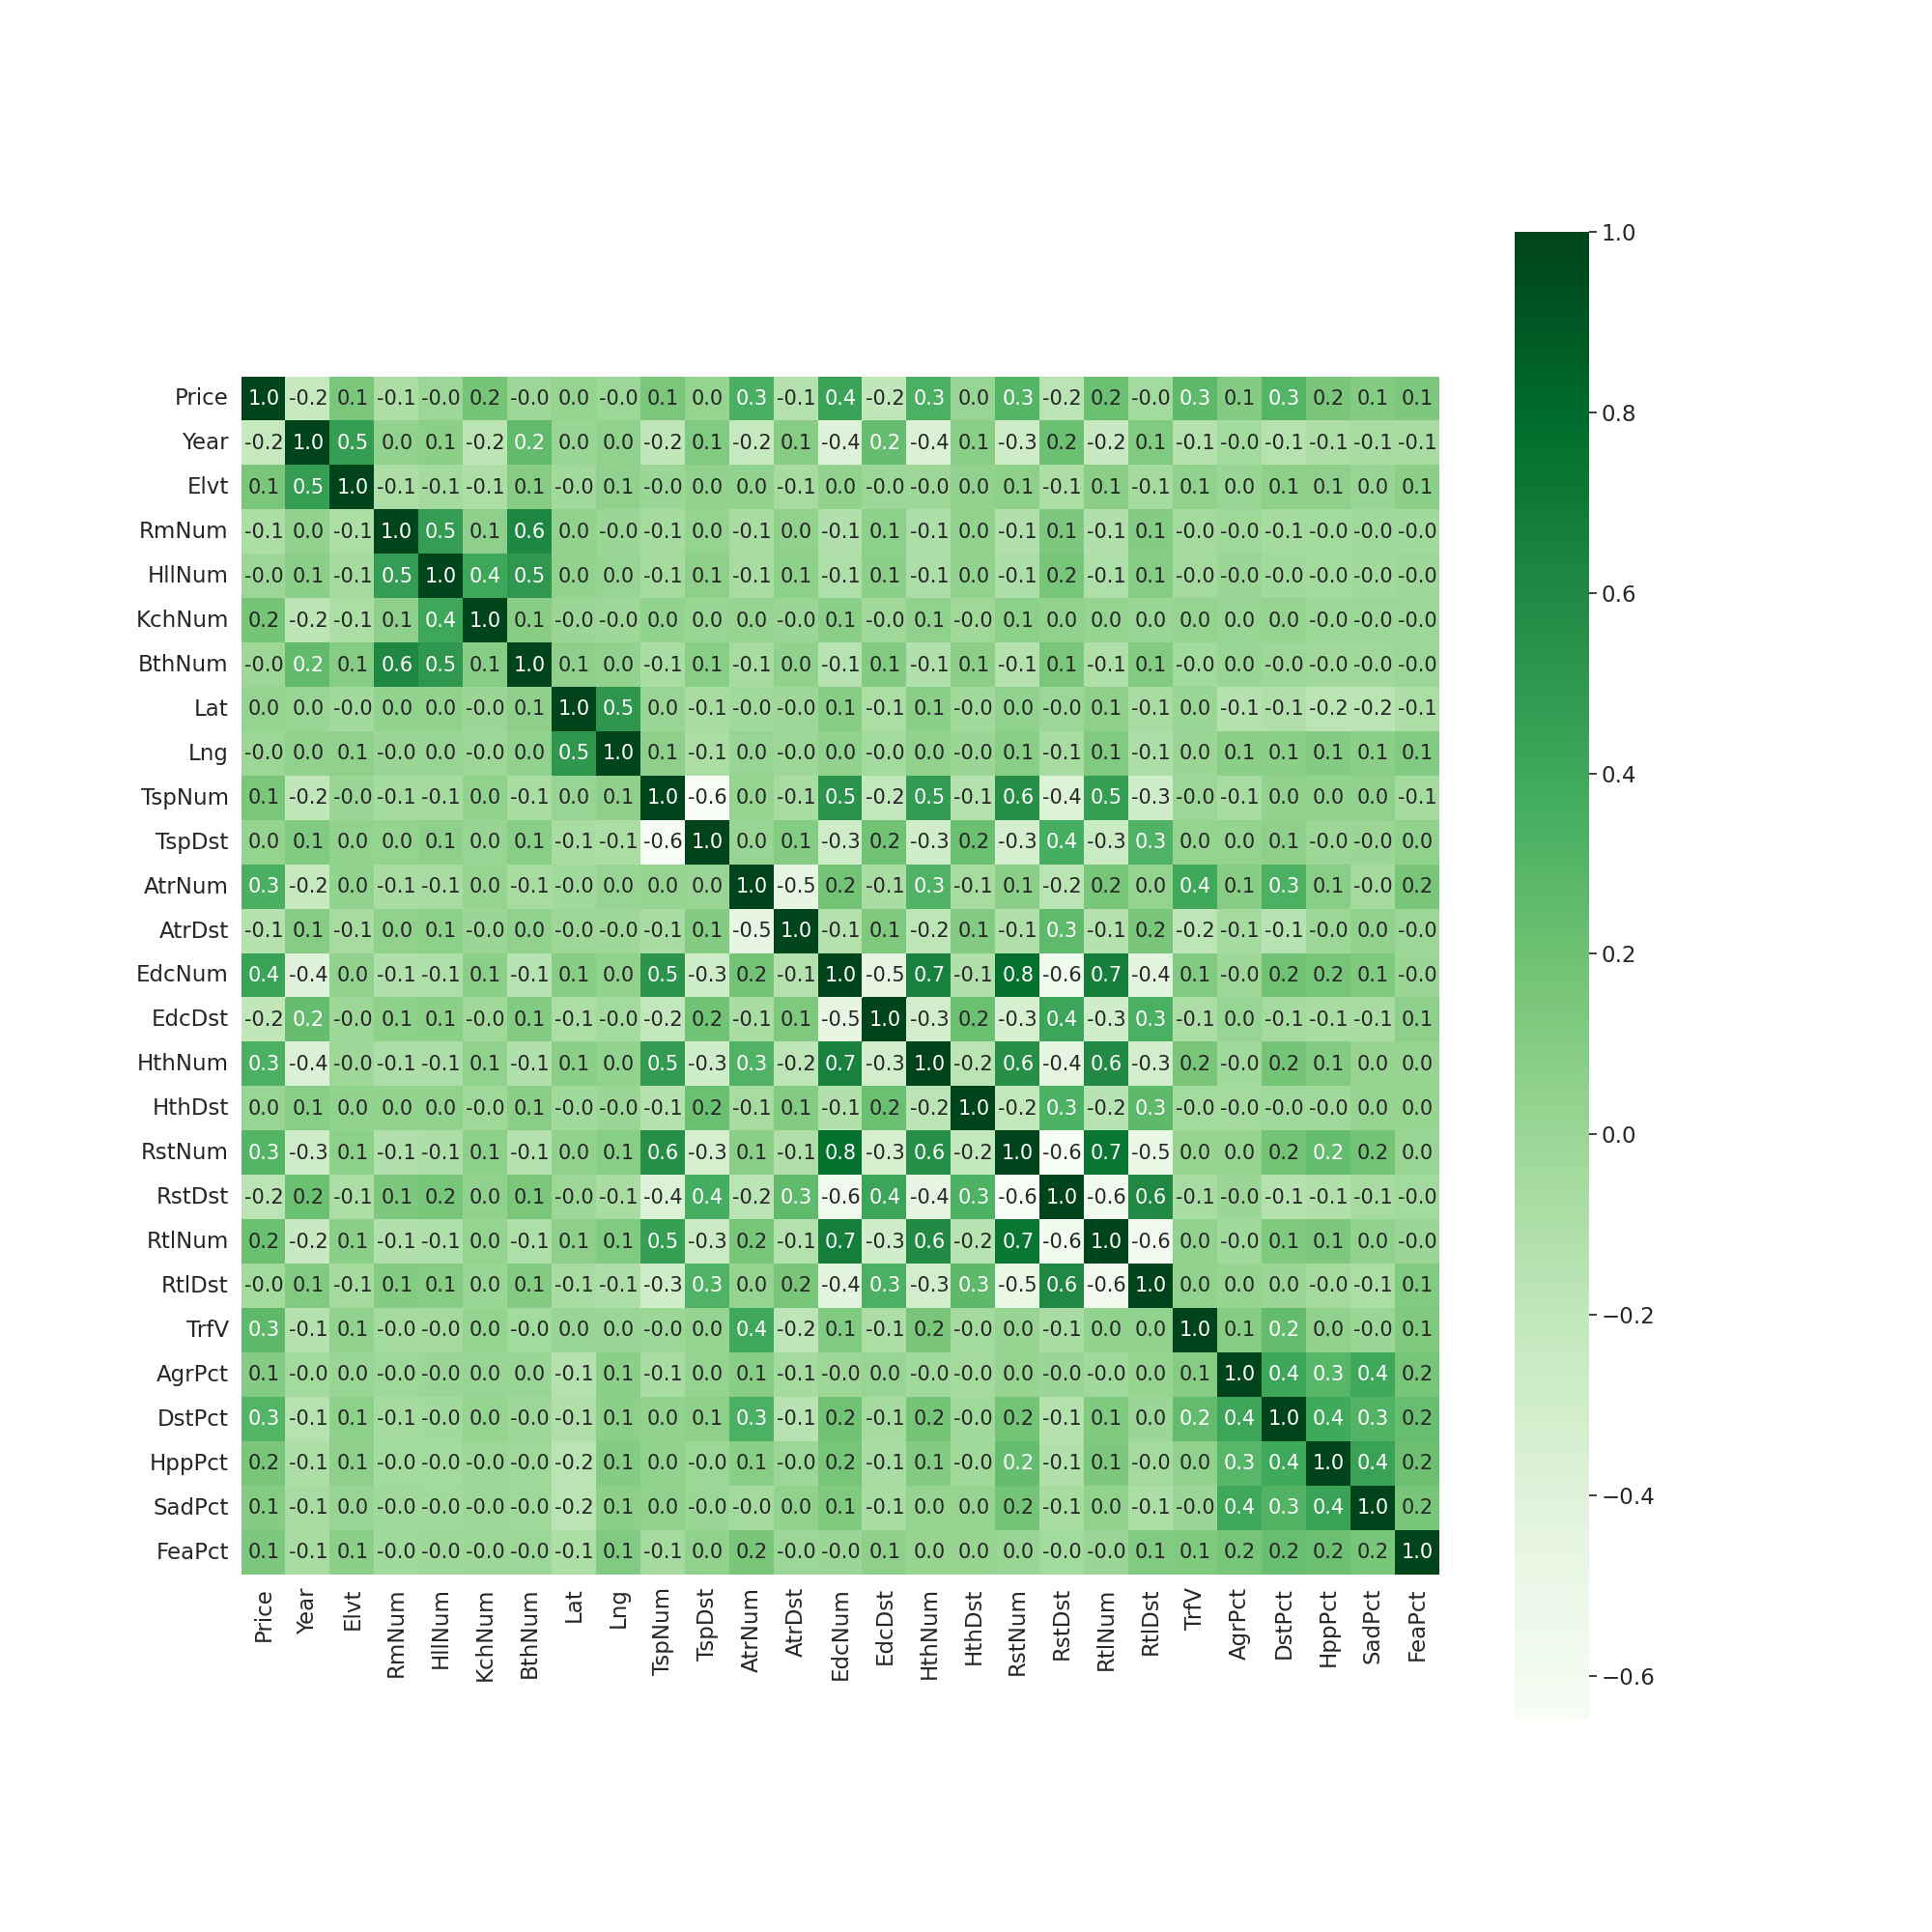 1.0
0.8
0.6
0.4
0.2
0.0
−0.2
−0.4
−0.6
Price 1.0 -0.2 0.1 -0.1 -0.0 0.2 -0.0 0.0 -0.0 0.1 0.0 0.3 -0.1 0.4 -0.2 0.3 0.0 0.3 -0.2 0.2 -0.0 0.3 0.1 0.3 0.2 0.1 0.1
Year -0.2 1.0 0.5 0.0 0.1 -0.2 0.2 0.0 0.0 -0.2 0.1 -0.2 0.1 -0.4 0.2 -0.4 0.1 -0.3 0.2 -0.2 0.1 -0.1 -0.0 -0.1 -0.1 -0.1 -0.1
Elvt 0.1 0.5 1.0 -0.1 -0.1 -0.1 0.1 -0.0 0.1 -0.0 0.0 0.0 -0.1 0.0 -0.0 -0.0 0.0 0.1 -0.1 0.1 -0.1 0.1 0.0 0.1 0.1 0.0 0.1
RmNum -0.1 0.0 -0.1 1.0 0.5 0.1 0.6 0.0 -0.0 -0.1 0.0 -0.1 0.0 -0.1 0.1 -0.1 0.0 -0.1 0.1 -0.1 0.1 -0.0 -0.0 -0.1 -0.0 -0.0 -0.0
HllNum -0.0 0.1 -0.1 0.5 1.0 0.4 0.5 0.0 0.0 -0.1 0.1 -0.1 0.1 -0.1 0.1 -0.1 0.0 -0.1 0.2 -0.1 0.1 -0.0 -0.0 -0.0 -0.0 -0.0 -0.0
KchNum 0.2 -0.2 -0.1 0.1 0.4 1.0 0.1 -0.0 -0.0 0.0 0.0 0.0 -0.0 0.1 -0.0 0.1 -0.0 0.1 0.0 0.0 0.0 0.0 0.0 0.0 -0.0 -0.0 -0.0
BthNum -0.0 0.2 0.1 0.6 0.5 0.1 1.0 0.1 0.0 -0.1 0.1 -0.1 0.0 -0.1 0.1 -0.1 0.1 -0.1 0.1 -0.1 0.1 -0.0 0.0 -0.0 -0.0 -0.0 -0.0
Lat 0.0 0.0 -0.0 0.0 0.0 -0.0 0.1 1.0 0.5 0.0 -0.1 -0.0 -0.0 0.1 -0.1 0.1 -0.0 0.0 -0.0 0.1 -0.1 0.0 -0.1 -0.1 -0.2 -0.2 -0.1
Lng -0.0 0.0 0.1 -0.0 0.0 -0.0 0.0 0.5 1.0 0.1 -0.1 0.0 -0.0 0.0 -0.0 0.0 -0.0 0.1 -0.1 0.1 -0.1 0.0 0.1 0.1 0.1 0.1 0.1
TspNum 0.1 -0.2 -0.0 -0.1 -0.1 0.0 -0.1 0.0 0.1 1.0 -0.6 0.0 -0.1 0.5 -0.2 0.5 -0.1 0.6 -0.4 0.5 -0.3 -0.0 -0.1 0.0 0.0 0.0 -0.1
TspDst 0.0 0.1 0.0 0.0 0.1 0.0 0.1 -0.1 -0.1 -0.6 1.0 0.0 0.1 -0.3 0.2 -0.3 0.2 -0.3 0.4 -0.3 0.3 0.0 0.0 0.1 -0.0 -0.0 0.0
AtrNum 0.3 -0.2 0.0 -0.1 -0.1 0.0 -0.1 -0.0 0.0 0.0 0.0 1.0 -0.5 0.2 -0.1 0.3 -0.1 0.1 -0.2 0.2 0.0 0.4 0.1 0.3 0.1 -0.0 0.2
AtrDst -0.1 0.1 -0.1 0.0 0.1 -0.0 0.0 -0.0 -0.0 -0.1 0.1 -0.5 1.0 -0.1 0.1 -0.2 0.1 -0.1 0.3 -0.1 0.2 -0.2 -0.1 -0.1 -0.0 0.0 -0.0
EdcNum 0.4 -0.4 0.0 -0.1 -0.1 0.1 -0.1 0.1 0.0 0.5 -0.3 0.2 -0.1 1.0 -0.5 0.7 -0.1 0.8 -0.6 0.7 -0.4 0.1 -0.0 0.2 0.2 0.1 -0.0
EdcDst -0.2 0.2 -0.0 0.1 0.1 -0.0 0.1 -0.1 -0.0 -0.2 0.2 -0.1 0.1 -0.5 1.0 -0.3 0.2 -0.3 0.4 -0.3 0.3 -0.1 0.0 -0.1 -0.1 -0.1 0.1
HthNum 0.3 -0.4 -0.0 -0.1 -0.1 0.1 -0.1 0.1 0.0 0.5 -0.3 0.3 -0.2 0.7 -0.3 1.0 -0.2 0.6 -0.4 0.6 -0.3 0.2 -0.0 0.2 0.1 0.0 0.0
HthDst 0.0 0.1 0.0 0.0 0.0 -0.0 0.1 -0.0 -0.0 -0.1 0.2 -0.1 0.1 -0.1 0.2 -0.2 1.0 -0.2 0.3 -0.2 0.3 -0.0 -0.0 -0.0 -0.0 0.0 0.0
RstNum 0.3 -0.3 0.1 -0.1 -0.1 0.1 -0.1 0.0 0.1 0.6 -0.3 0.1 -0.1 0.8 -0.3 0.6 -0.2 1.0 -0.6 0.7 -0.5 0.0 0.0 0.2 0.2 0.2 0.0
RstDst -0.2 0.2 -0.1 0.1 0.2 0.0 0.1 -0.0 -0.1 -0.4 0.4 -0.2 0.3 -0.6 0.4 -0.4 0.3 -0.6 1.0 -0.6 0.6 -0.1 -0.0 -0.1 -0.1 -0.1 -0.0
RtlNum 0.2 -0.2 0.1 -0.1 -0.1 0.0 -0.1 0.1 0.1 0.5 -0.3 0.2 -0.1 0.7 -0.3 0.6 -0.2 0.7 -0.6 1.0 -0.6 0.0 -0.0 0.1 0.1 0.0 -0.0
RtlDst -0.0 0.1 -0.1 0.1 0.1 0.0 0.1 -0.1 -0.1 -0.3 0.3 0.0 0.2 -0.4 0.3 -0.3 0.3 -0.5 0.6 -0.6 1.0 0.0 0.0 0.0 -0.0 -0.1 0.1
TrfV 0.3 -0.1 0.1 -0.0 -0.0 0.0 -0.0 0.0 0.0 -0.0 0.0 0.4 -0.2 0.1 -0.1 0.2 -0.0 0.0 -0.1 0.0 0.0 1.0 0.1 0.2 0.0 -0.0 0.1
AgrPct 0.1 -0.0 0.0 -0.0 -0.0 0.0 0.0 -0.1 0.1 -0.1 0.0 0.1 -0.1 -0.0 0.0 -0.0 -0.0 0.0 -0.0 -0.0 0.0 0.1 1.0 0.4 0.3 0.4 0.2
DstPct 0.3 -0.1 0.1 -0.1 -0.0 0.0 -0.0 -0.1 0.1 0.0 0.1 0.3 -0.1 0.2 -0.1 0.2 -0.0 0.2 -0.1 0.1 0.0 0.2 0.4 1.0 0.4 0.3 0.2
HppPct 0.2 -0.1 0.1 -0.0 -0.0 -0.0 -0.0 -0.2 0.1 0.0 -0.0 0.1 -0.0 0.2 -0.1 0.1 -0.0 0.2 -0.1 0.1 -0.0 0.0 0.3 0.4 1.0 0.4 0.2
SadPct 0.1 -0.1 0.0 -0.0 -0.0 -0.0 -0.0 -0.2 0.1 0.0 -0.0 -0.0 0.0 0.1 -0.1 0.0 0.0 0.2 -0.1 0.0 -0.1 -0.0 0.4 0.3 0.4 1.0 0.2
FeaPct 0.1 -0.1 0.1 -0.0 -0.0 -0.0 -0.0 -0.1 0.1 -0.1 0.0 0.2 -0.0 -0.0 0.1 0.0 0.0 0.0 -0.0 -0.0 0.1 0.1 0.2 0.2 0.2 0.2 1.0
Price Year Elvt RmNum HllNum KchNum BthNum Lat Lng TspNum TspDst AtrNum AtrDst EdcNum EdcDst HthNum HthDst RstNum RstDst RtlNum RtlDst TrfV AgrPct DstPct HppPct SadPct FeaPct